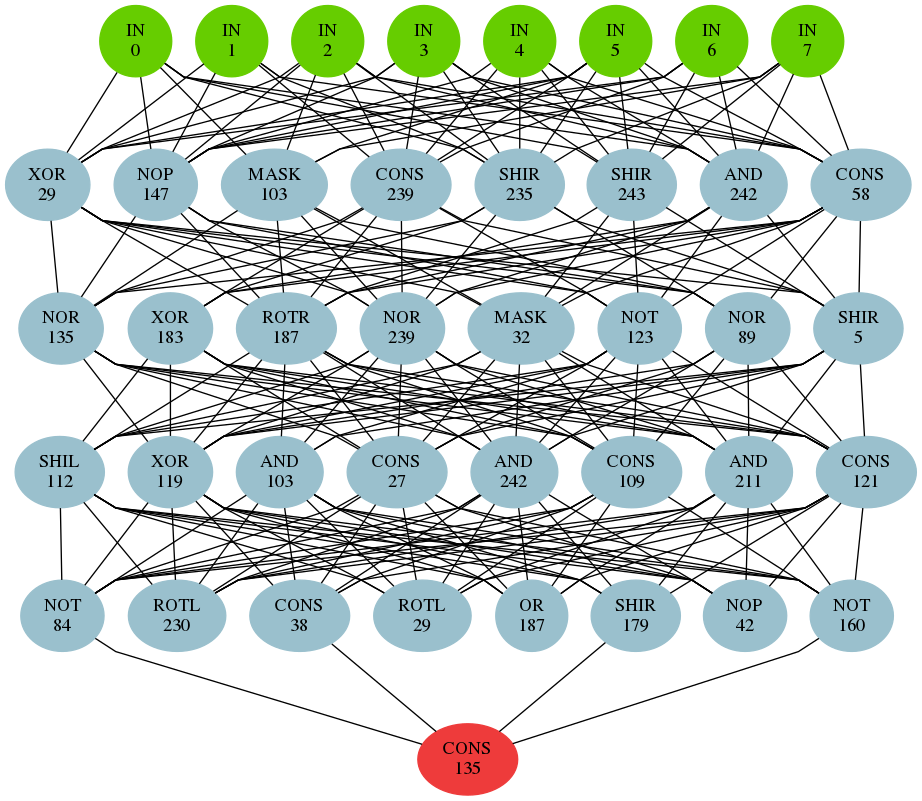 IN
0
IN
1
IN
2
IN
3
IN
4
IN
5
IN
6
IN
7
XOR
29
NOP
147
MASK
103
CONS
239
SHIR
235
SHIR
243
AND
242
CONS
58
NOR
135
XOR
183
ROTR
187
NOR
239
MASK
32
NOT
123
NOR
89
SHIR
5
SHIL
112
XOR
119
AND
103
CONS
27
AND
242
CONS
109
AND
211
CONS
121
NOT
84
ROTL
230
CONS
38
ROTL
29
OR
187
SHIR
179
NOP
42
NOT
160
CONS
135